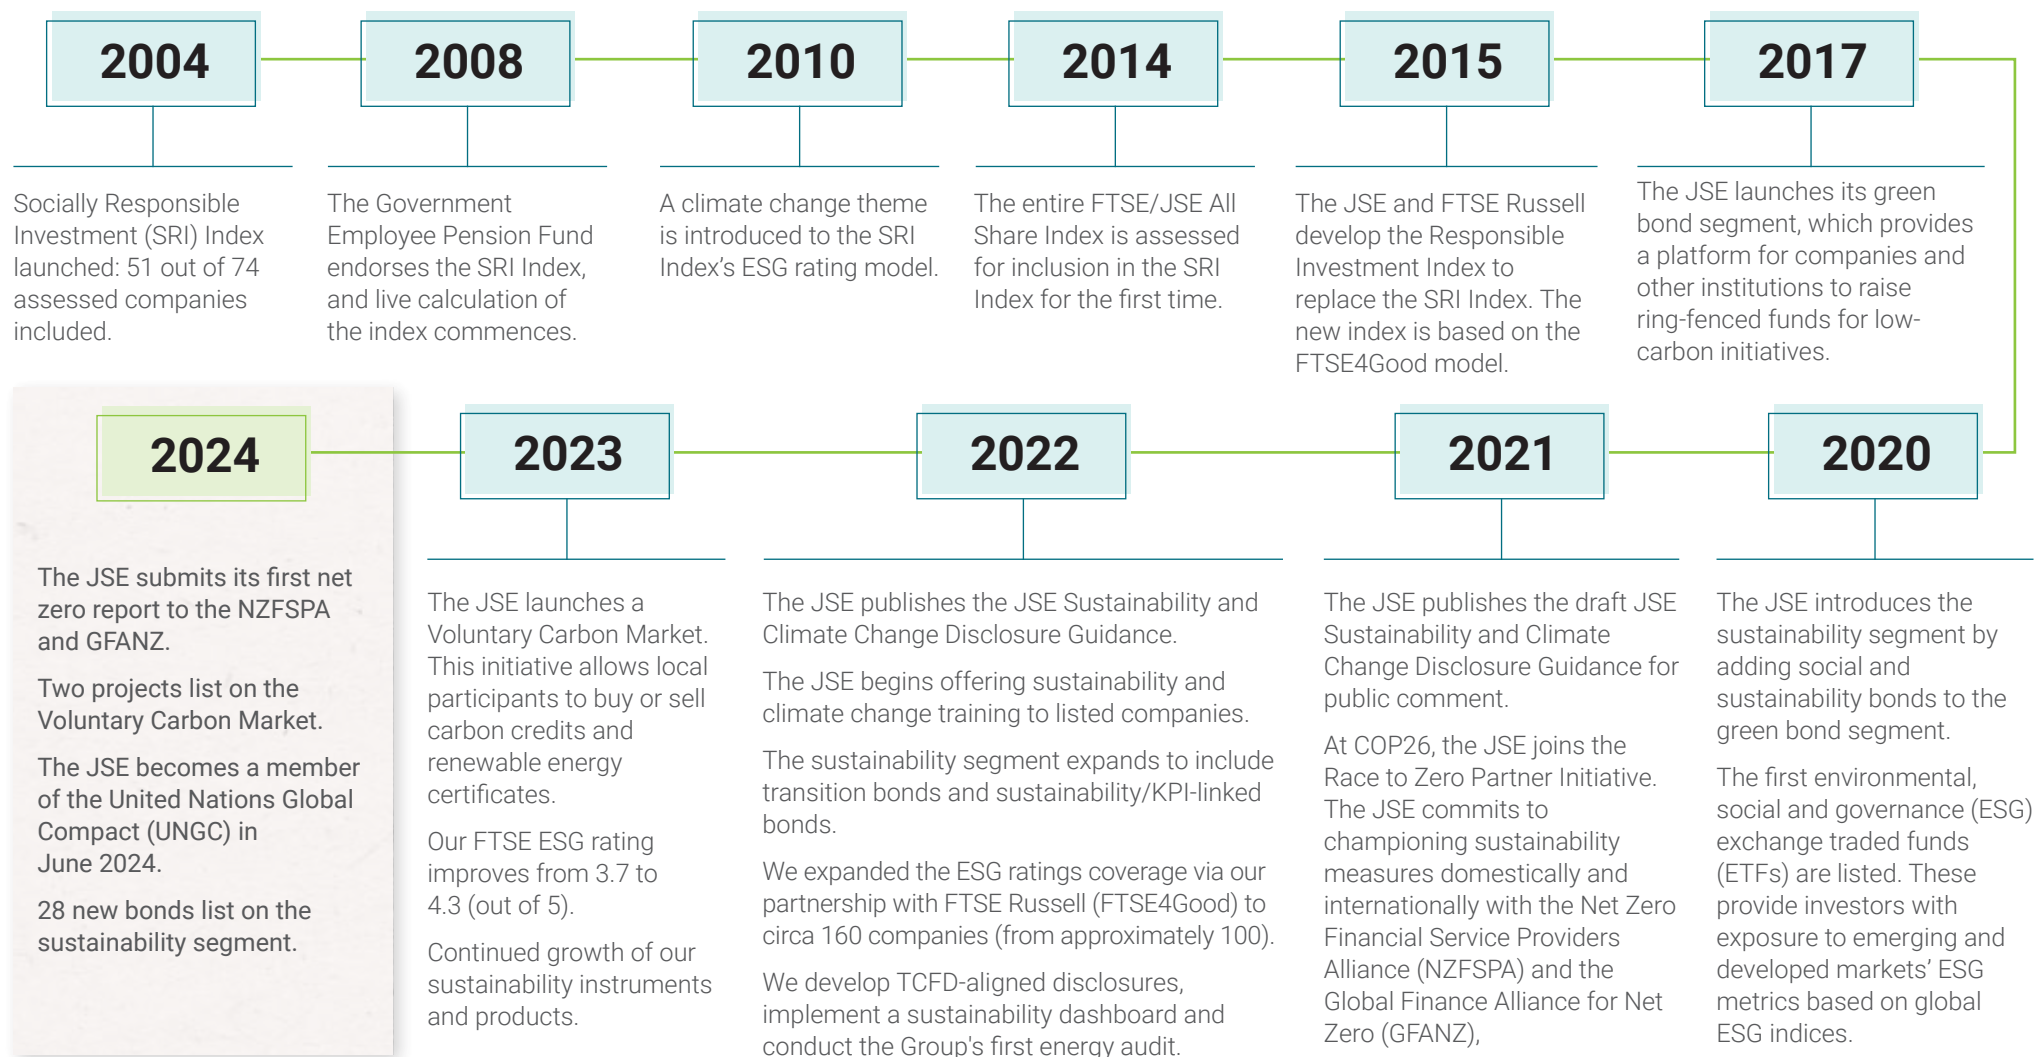 2004
Socially Responsible
Investment (SRI) Index
launched: 51 out of 74
assessed companies
included.
2008
The Government
Employee Pension Fund
endorses the SRI Index,
and live calculation of
the index commences.
2010
A climate change theme
is introduced to the SRI
Index’s ESG rating model.
2014
The entire FTSE/JSE All
Share Index is assessed
for inclusion in the SRI
Index for the first time.
2015
The JSE and FTSE Russell
develop the Responsible
Investment Index to
replace the SRI Index. The
new index is based on the
FTSE4Good model.
2017
The JSE launches its green
bond segment, which provides
a platform for companies and
other institutions to raise
ring-fenced funds for low-
carbon initiatives.
2020
The JSE introduces the
sustainability segment by
adding social and
sustainability bonds to the
green bond segment.
The first environmental,
social and governance (ESG)
exchange traded funds
(ETFs) are listed. These
provide investors with
exposure to emerging and
developed markets’ ESG
metrics based on global
ESG indices.
2021
The JSE publishes the draft JSE
Sustainability and Climate
Change Disclosure Guidance for
public comment.
At COP26, the JSE joins the
Race to Zero Partner Initiative.
The JSE commits to
championing sustainability
measures domestically and
internationally with the Net Zero
Financial Service Providers
Alliance (NZFSPA) and the
Global Finance Alliance for Net
Zero (GFANZ),
2022
The JSE publishes the JSE Sustainability and
Climate Change Disclosure Guidance.
The JSE begins offering sustainability and
climate change training to listed companies.
The sustainability segment expands to include
transition bonds and sustainability/KPI-linked
bonds.
We expanded the ESG ratings coverage via our
partnership with FTSE Russell (FTSE4Good) to
circa 160 companies (from approximately 100).
We develop TCFD-aligned disclosures,
implement a sustainability dashboard and
conduct the Group's first energy audit.
2023
The JSE launches a
Voluntary Carbon Market.
This initiative allows local
participants to buy or sell
carbon credits and
renewable energy
certificates.
Our FTSE ESG rating
improves from 3.7 to
4.3 (out of 5).
Continued growth of our
sustainability instruments
and products.
2024
The JSE submits its first net
zero report to the NZFSPA
and GFANZ.
Two projects list on the
Voluntary Carbon Market.
The JSE becomes a member
of the United Nations Global
Compact (UNGC) in
June 2024.
28 new bonds list on the
sustainability segment.